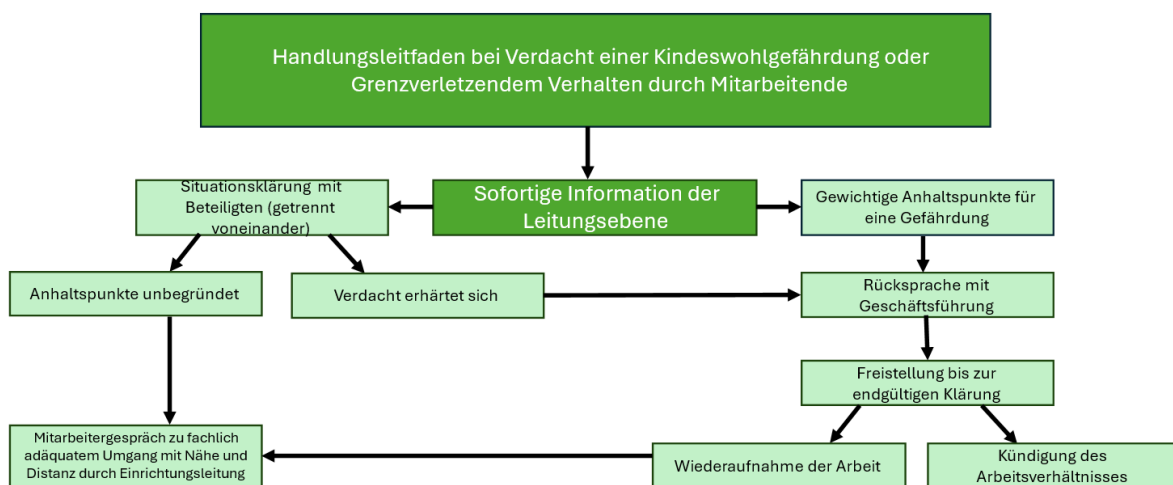 Handlungsleitfaden bei Verdacht einer Kindeswohlgefährdung oder
Grenzverletzendem Verhalten durch Mitarbeitende
Situationsklärung mit
Beteiligten (getrennt
voneinander)
Sofortige Information der
Leitungsebene
Gewichtige Anhaltspunkte für
eine Gefährdung
Anhaltspunkte unbegründet
Verdacht erhärtet sich
Rücksprache mit
Geschäftsführung
Freistellung bis zur
endgültigen Klärung
Mitarbeitergespräch zu fachlich
adäquatem Umgang mit Nähe und
Distanz durch Einrichtungsleitung
Wiederaufnahme der Arbeit
Kündigung des
Arbeitsverhältnisses